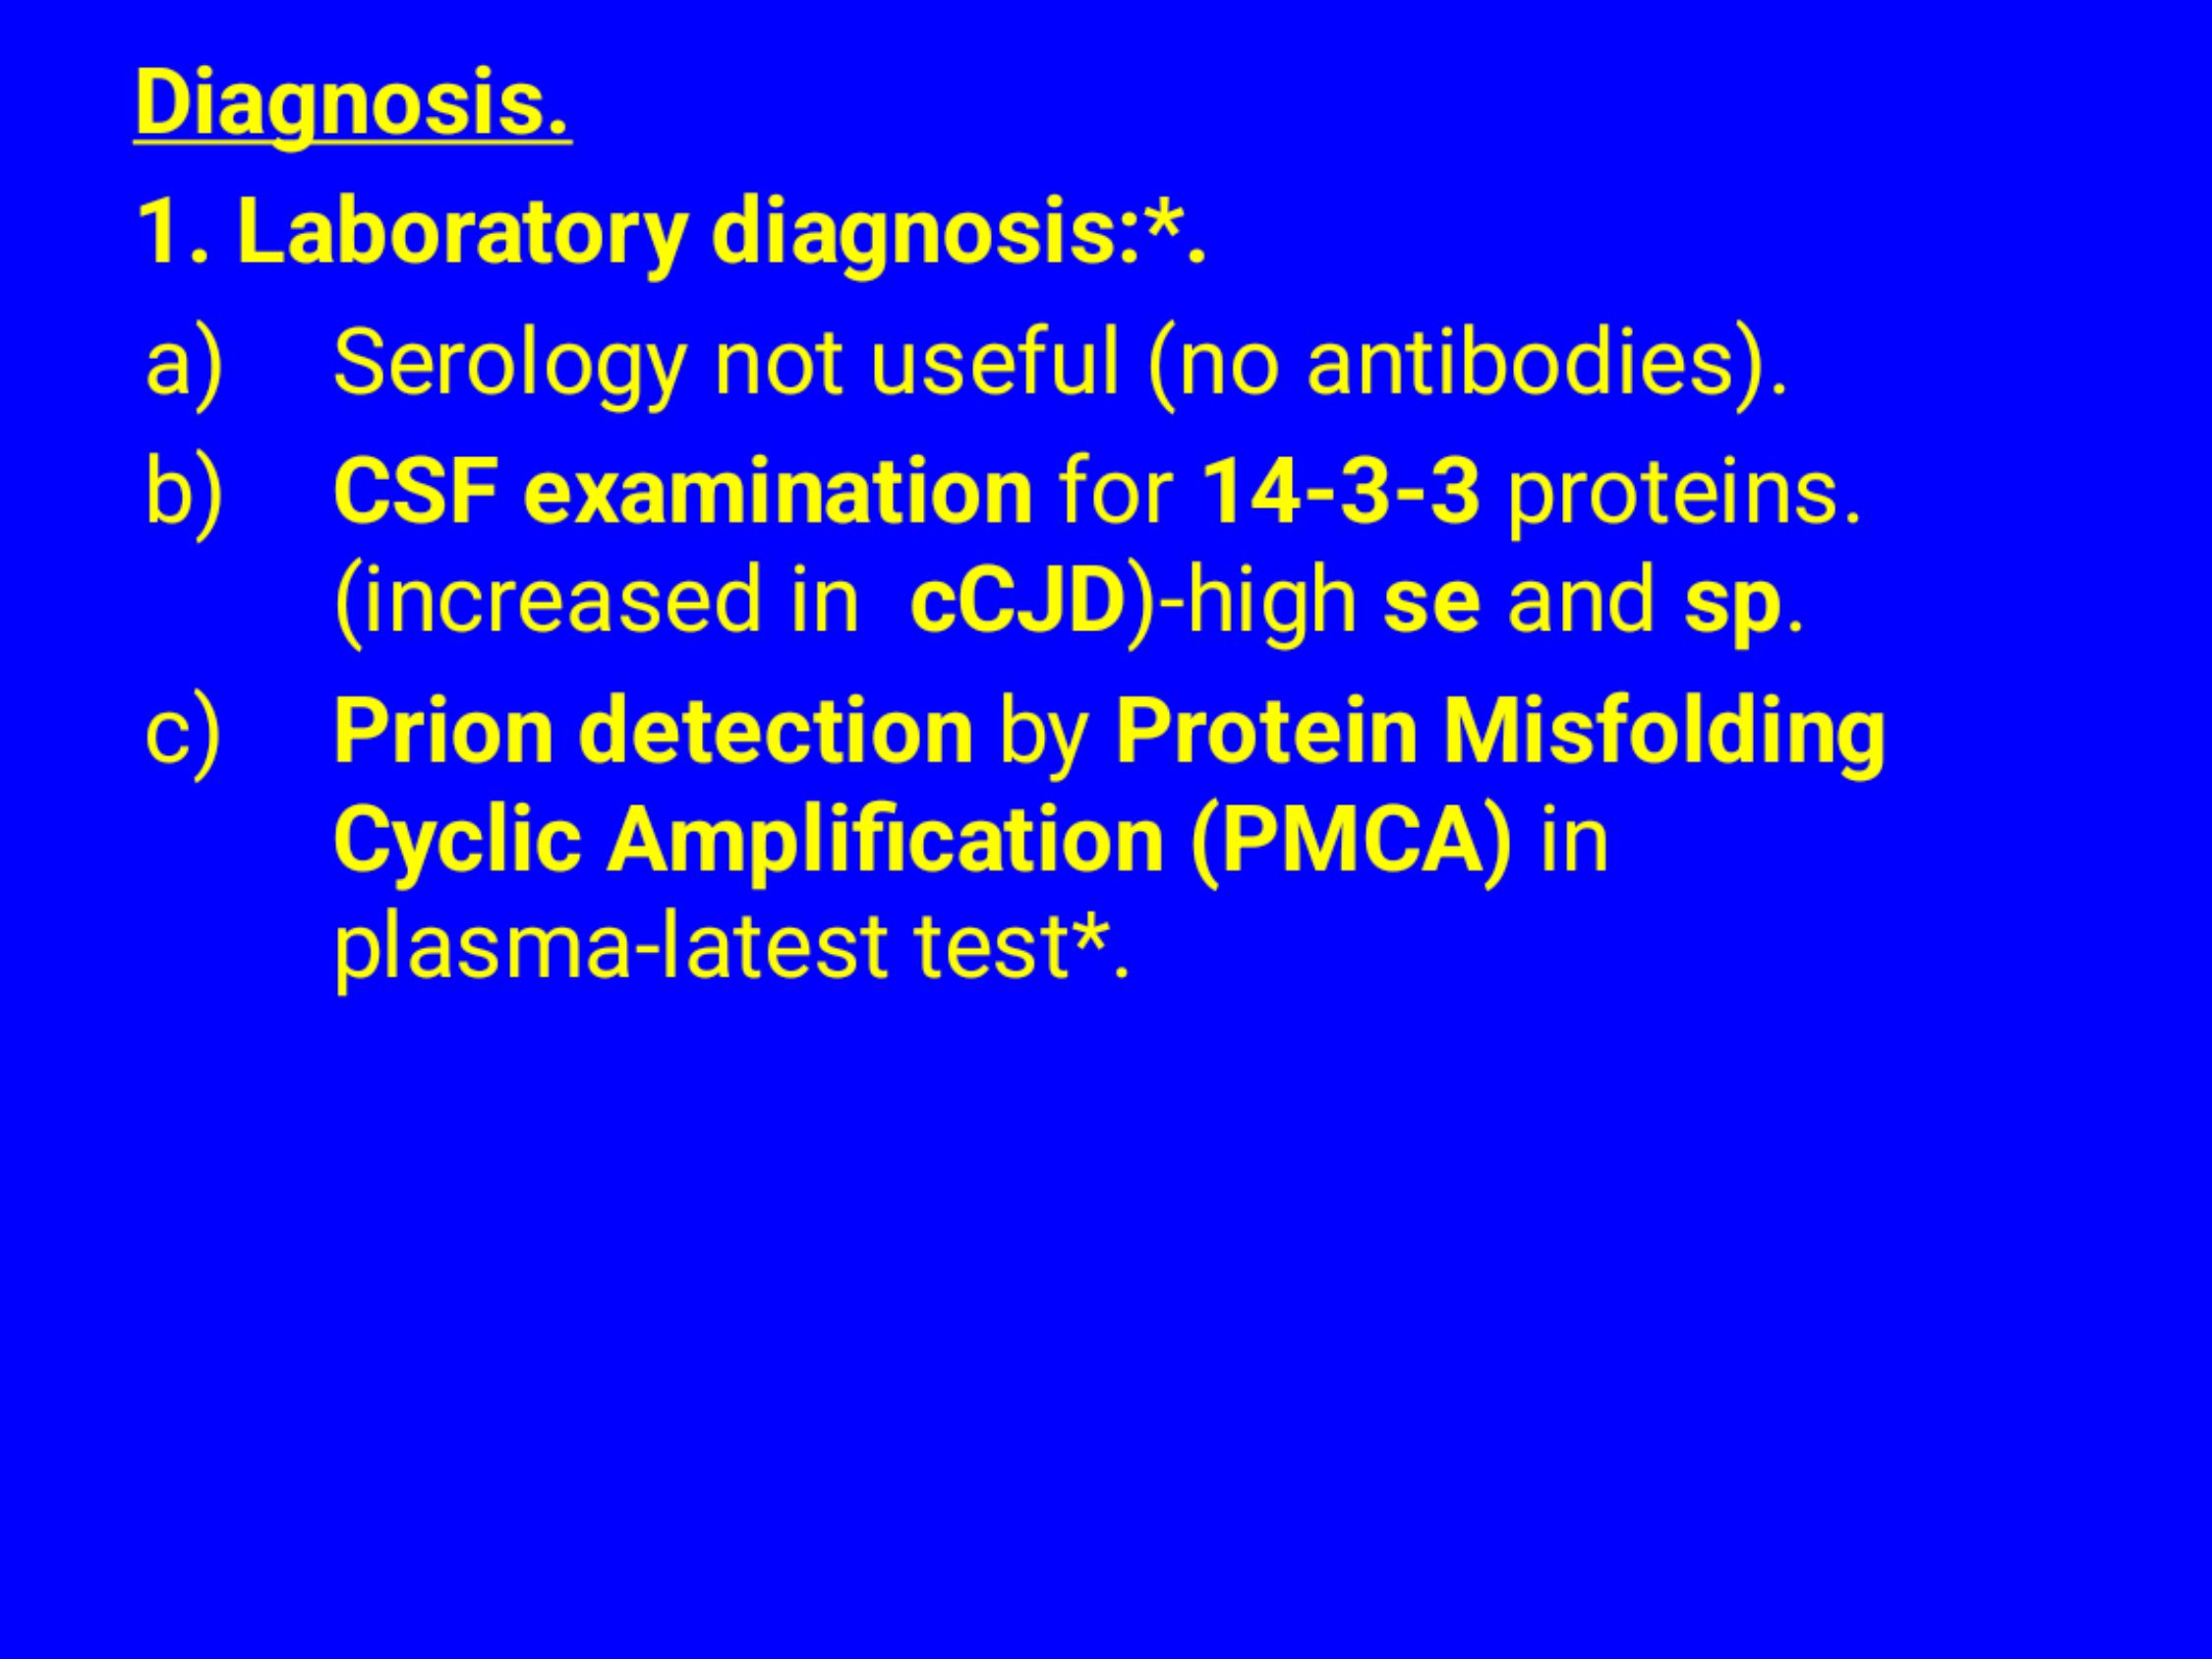 Diagnosis.
1. Laboratory diagnosis:*.
a) Serology not useful (no antibodies).
b) CSF examination for 14-3-3 proteins.
(increased in  cCJD)-high se and sp.
c) Prion detection by Protein Misfolding
Cyclic Amplification (PMCA) in
plasma-latest test*.